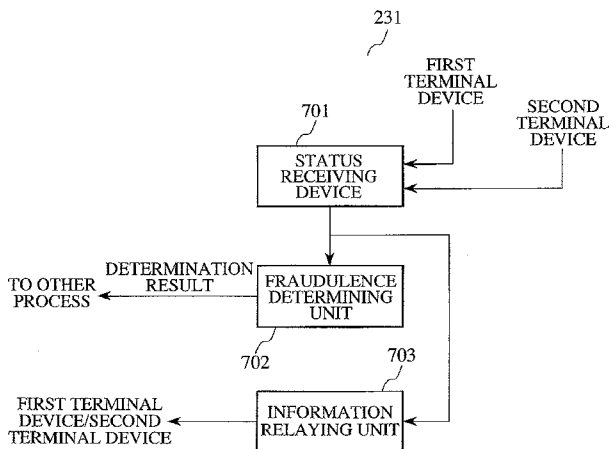 231
FIRST
TERMINAL
DEVICE
SECOND
TERMINAL
DEVICE
701
STATUS
RECEIVING
DEVICE
DETERMINATION
RESULT
TO OTHER
PROCESS
FRAUDULENCE
DETERMINING
UNIT
702
703
FIRST TERMINAL
DEVICE/SECOND
TERMINAL DEVICE
INFORMATION
RELAYING UNIT